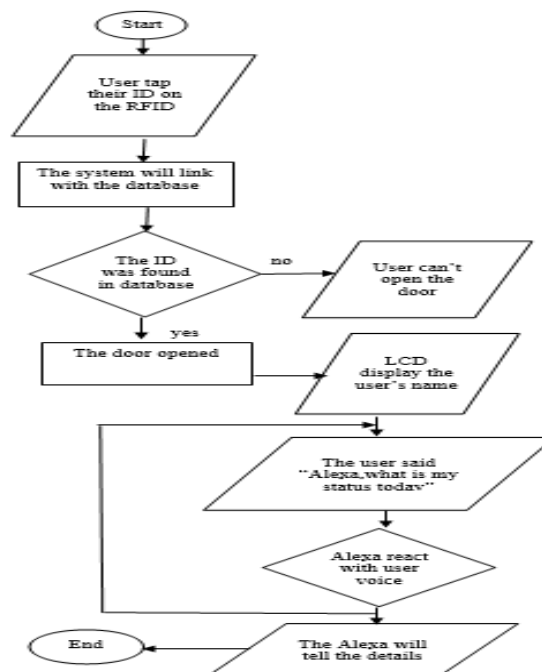 Start
User tap
their ID on
the RFID
The system will link
with the database
The ID
was found
in database
no
User can't
open the
door
yes
The door opened
LCD
display the
user's name
The user said
"Alexa,what is my
status today"
Alexa react
with user
voice
The Alexa will
tell the details
End